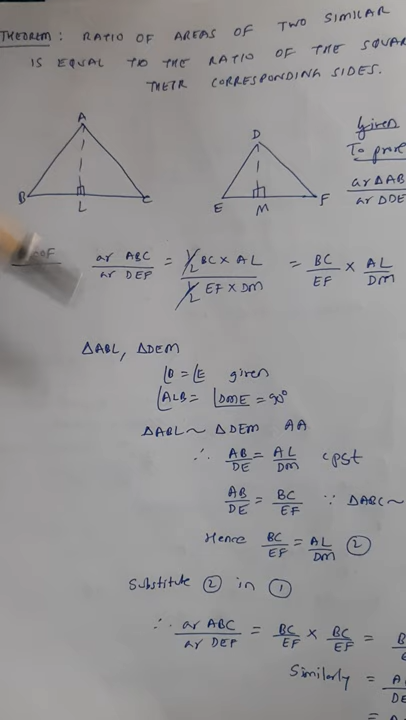 THEOREM: RATIO OF AREAS OF TWO SIMILAR
IS EQUAL TO THE RATIO OF THE SQUAR
THEIR CORRESPONDING SIDES.
A
B L C
D
E M F
Given
To prove
ar ΔAB
ar ΔDE
ar ABC / ar DEF = ½ BC × AL / ½ EF × DM = BC/EF × AL/DM
ΔABL, ΔDEM
∠B = ∠E given
∠ALB = ∠DME = 90°
ΔABL ~ ΔDEM AA
∴ AB/DE = AL/DM cpst
AB/DE = BC/EF ∵ ΔABC ~
Hence BC/EF = AL/DM ②
Substitute ② in ①
∴ ar ABC / ar DEF = BC/EF × BC/EF =
Similarly =
DE
=